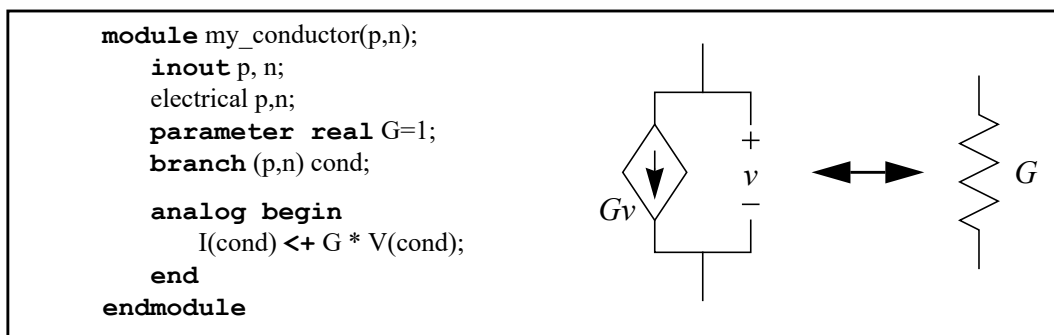 module my_conductor(p,n);
inout p, n;
electrical p,n;
parameter real G=1;
branch (p,n) cond;
analog begin
I(cond) <+ G * V(cond);
end
endmodule
+
v
−
Gv
G